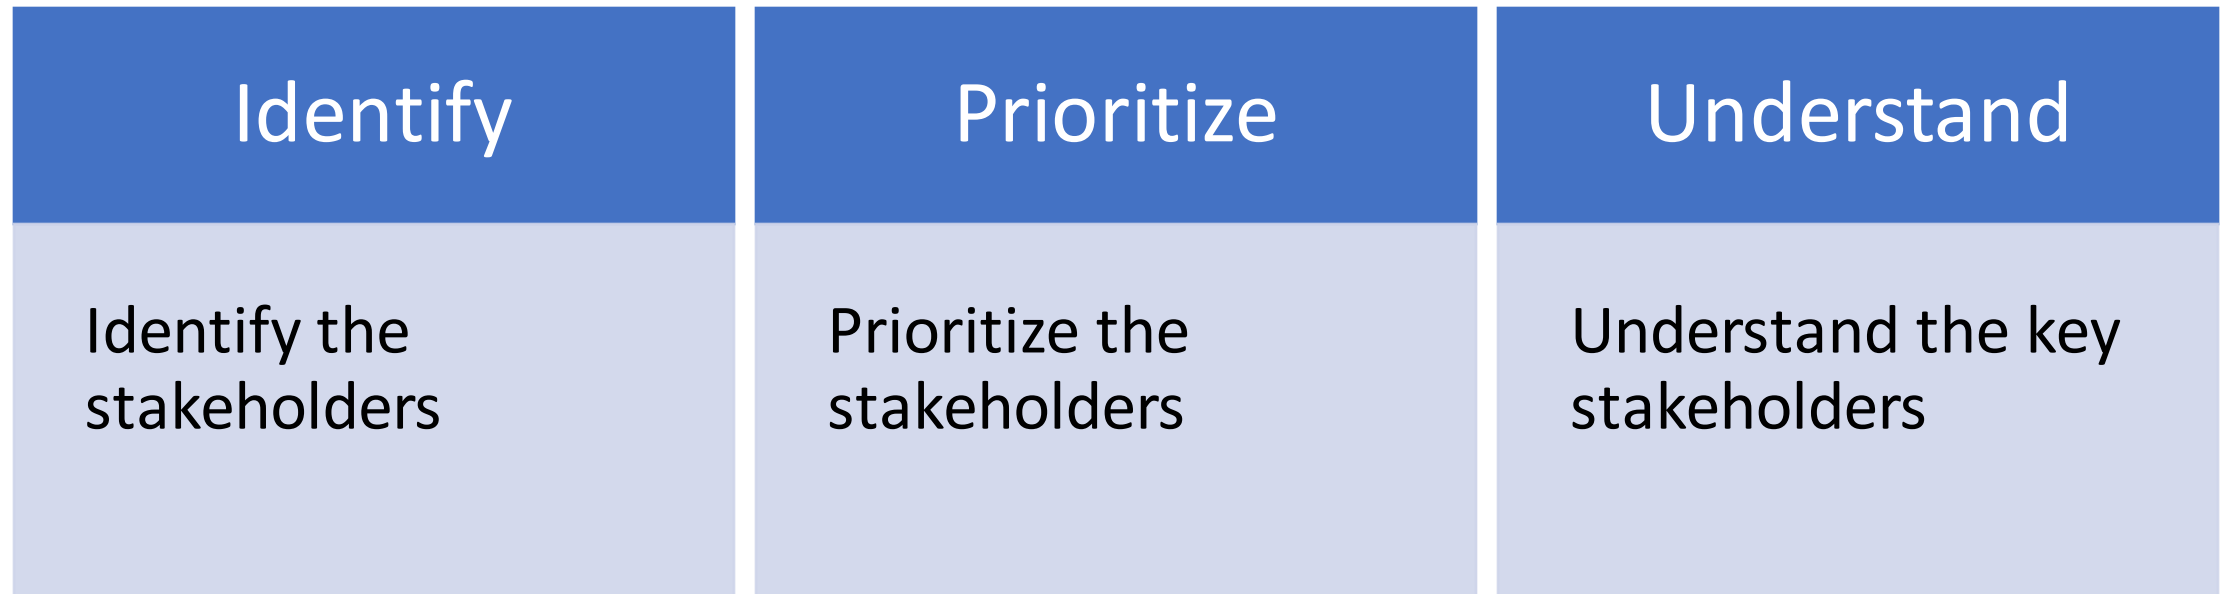 Identify
Identify the
stakeholders
Prioritize
Prioritize the
stakeholders
Understand
Understand the key
stakeholders